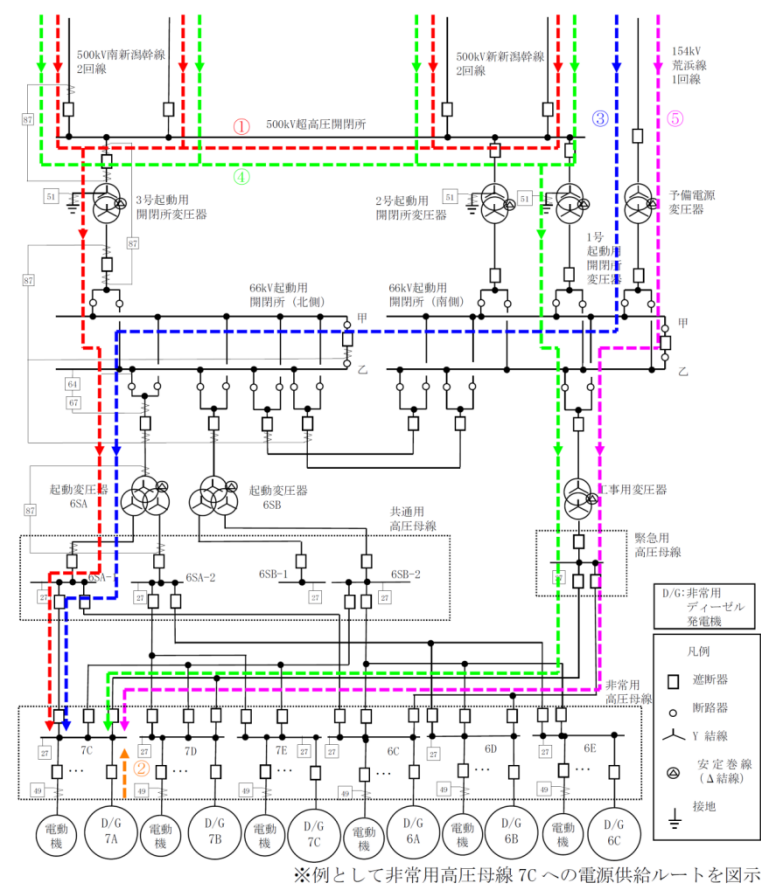 500kV南新潟幹線
2回線
500kV新新潟幹線
2回線
154kV
荒浜線
1回線
87
①
500kV超高圧開閉所
③
⑤
④
51
3号起動用
開閉所変圧器
2号起動用
開閉所変圧器
51
51
予備電源
変圧器
87
87
1号
起動用
開閉所
変圧器
66kV起動用
開閉所(北側)
66kV起動用
開閉所(南側)
甲
甲
乙
乙
64
67
起動変圧器
6SA
起動変圧器
6SB
工事用変圧器
87
共通用
高圧母線
緊急用
高圧母線
6SA-1
6SA-2
6SB-1
6SB-2
27
27
27
27
27
D/G:非常用
ディーゼル
発電機
凡例
遮断器
断路器
Y 結線
安定巻線
(Δ結線)
接地
非常用
高圧母線
27
7C
27
7D
7E
27
6C
27
6D
27
6E
27
②
49
49
49
49
49
49
電動機
D/G
7A
電動機
D/G
7B
電動機
D/G
7C
電動機
D/G
6A
電動機
D/G
6B
電動機
D/G
6C
※例として非常用高圧母線 7C への電源供給ルートを図示